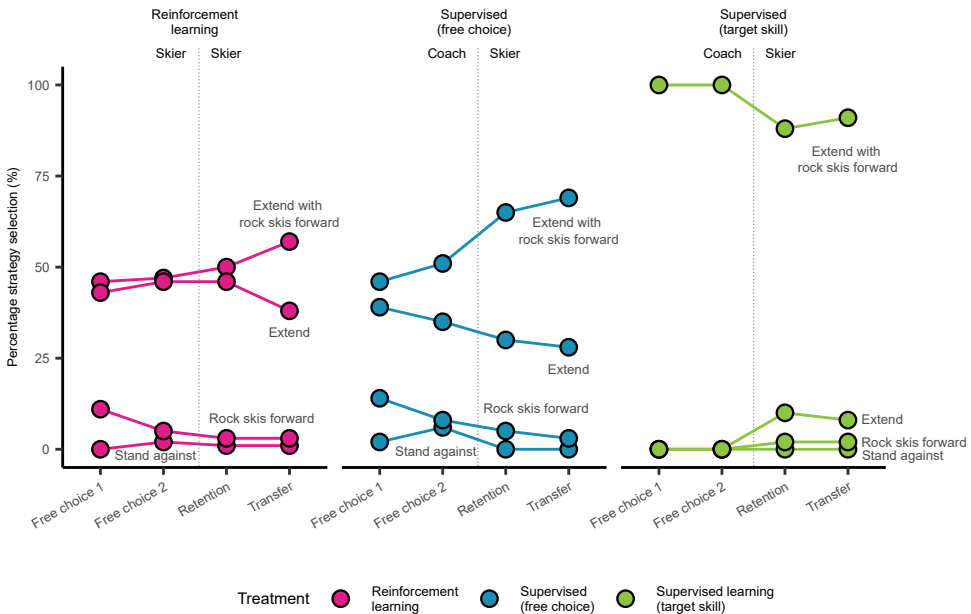 Reinforcement
learning
Skier Skier
Supervised
(free choice)
Coach Skier
Supervised
(target skill)
Coach Skier
Percentage strategy selection (%)
100
75
50
25
0
Extend with
rock skis forward
Extend
Rock skis forward
Stand against
Extend with
rock skis forward
Extend
Rock skis forward
Stand against
Extend with
rock skis forward
Extend
Rock skis forward
Stand against
Free choice 1
Free choice 2
Retention
Transfer
Free choice 1
Free choice 2
Retention
Transfer
Free choice 1
Free choice 2
Retention
Transfer
Treatment
Reinforcement
learning
Supervised
(free choice)
Supervised learning
(target skill)